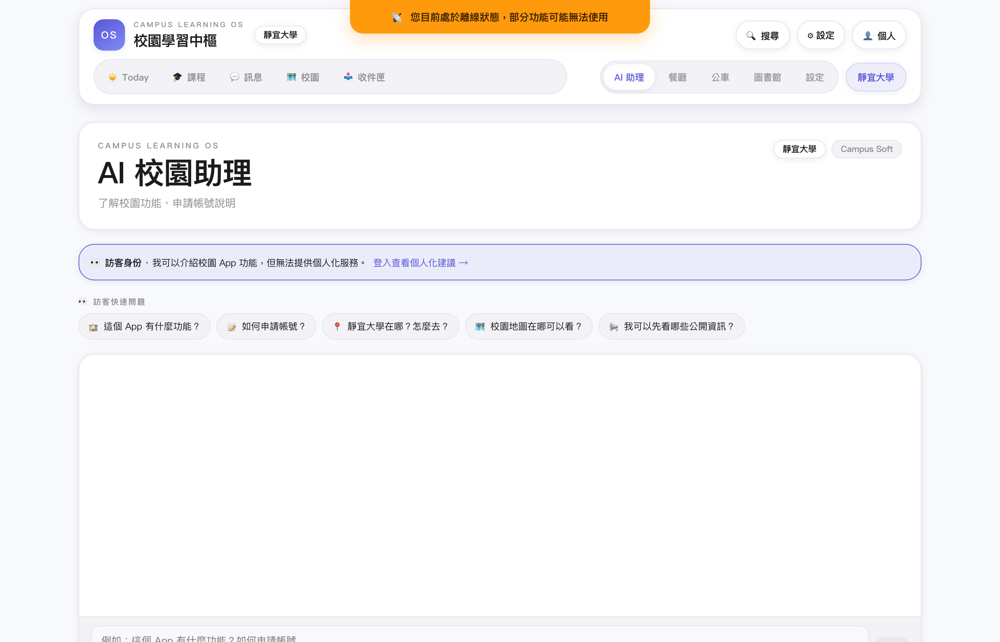 📡 您目前處於離線狀態，部分功能可能無法使用
OS
CAMPUS LEARNING OS
校園學習中樞
靜宜大學
🔍 搜尋
⚙ 設定
👤 個人
☀️ Today
🎓 課程
💬 訊息
🗺️ 校園
📥 收件匣
AI 助理
餐廳
公車
圖書館
設定
靜宜大學
CAMPUS LEARNING OS
AI 校園助理
了解校園功能、申請帳號說明
靜宜大學
Campus Soft
👀 訪客身份 · 我可以介紹校園 App 功能，但無法提供個人化服務。 登入查看個人化建議 →
👀 訪客快速問題
🏫 這個 App 有什麼功能？
📝 如何申請帳號？
📍 靜宜大學在哪？怎麼去？
🗺️ 校園地圖在哪可以看？
📢 我可以先看哪些公開資訊？
例如：這個 App 有什麼功能？如何申請帳號